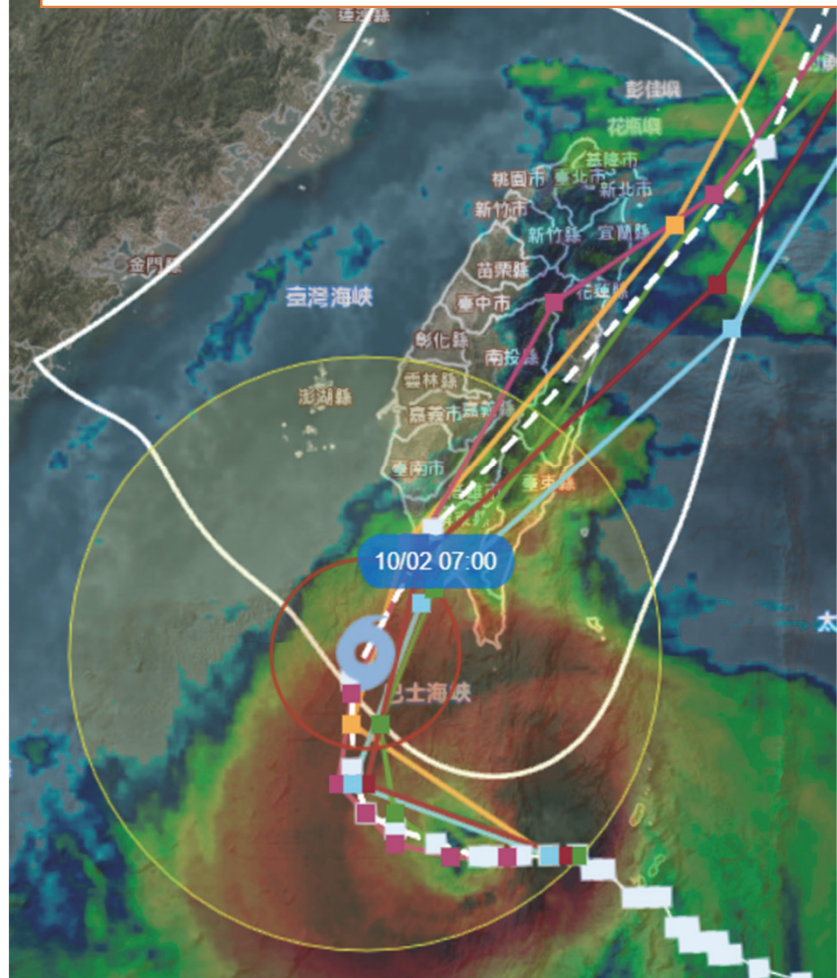 連江縣
彭佳嶼
花瓶嶼
基隆市
桃園市
臺北市
新北市
新竹市
新竹縣
宜蘭縣
金門縣
苗栗縣
臺灣海峽
臺中市
花蓮縣
彰化縣
南投縣
雲林縣
澎湖縣
嘉義市
嘉義縣
臺南市
臺東縣
10/02 07:00
巴士海峽
太